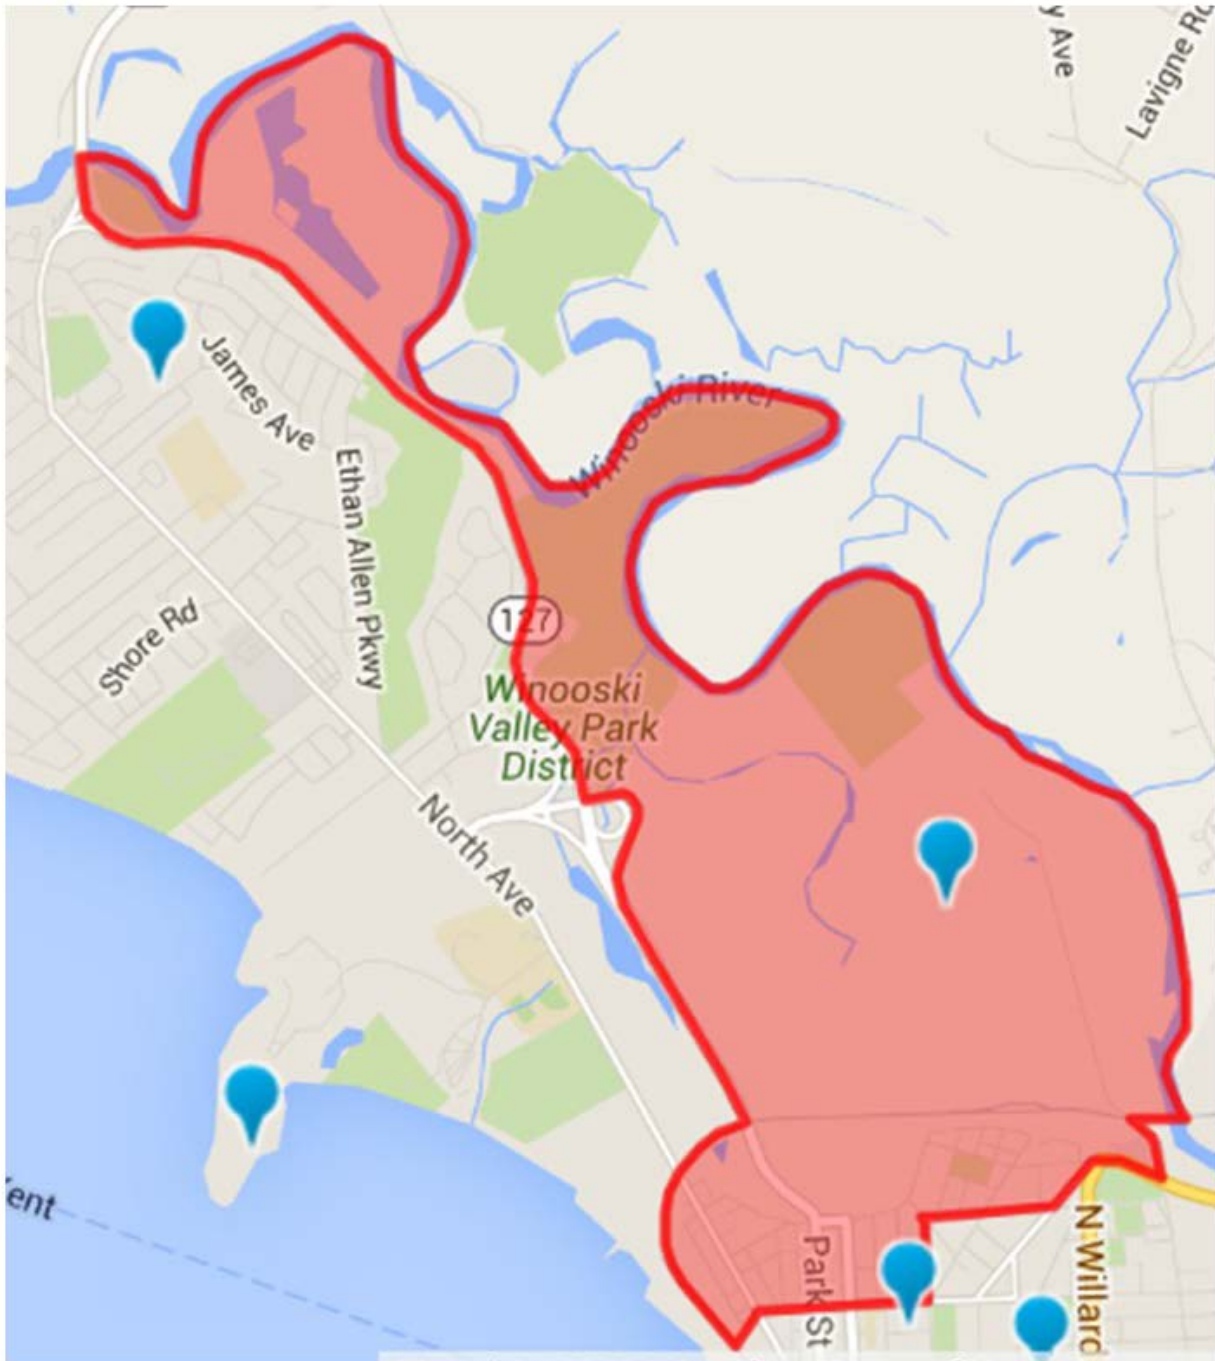 y Ave
Lavigne Rd
James Ave
Winooski River
Ethan Allen Pkwy
127
Shore Rd
Winooski
Valley Park
District
North Ave
Kent
N Willard
Park St